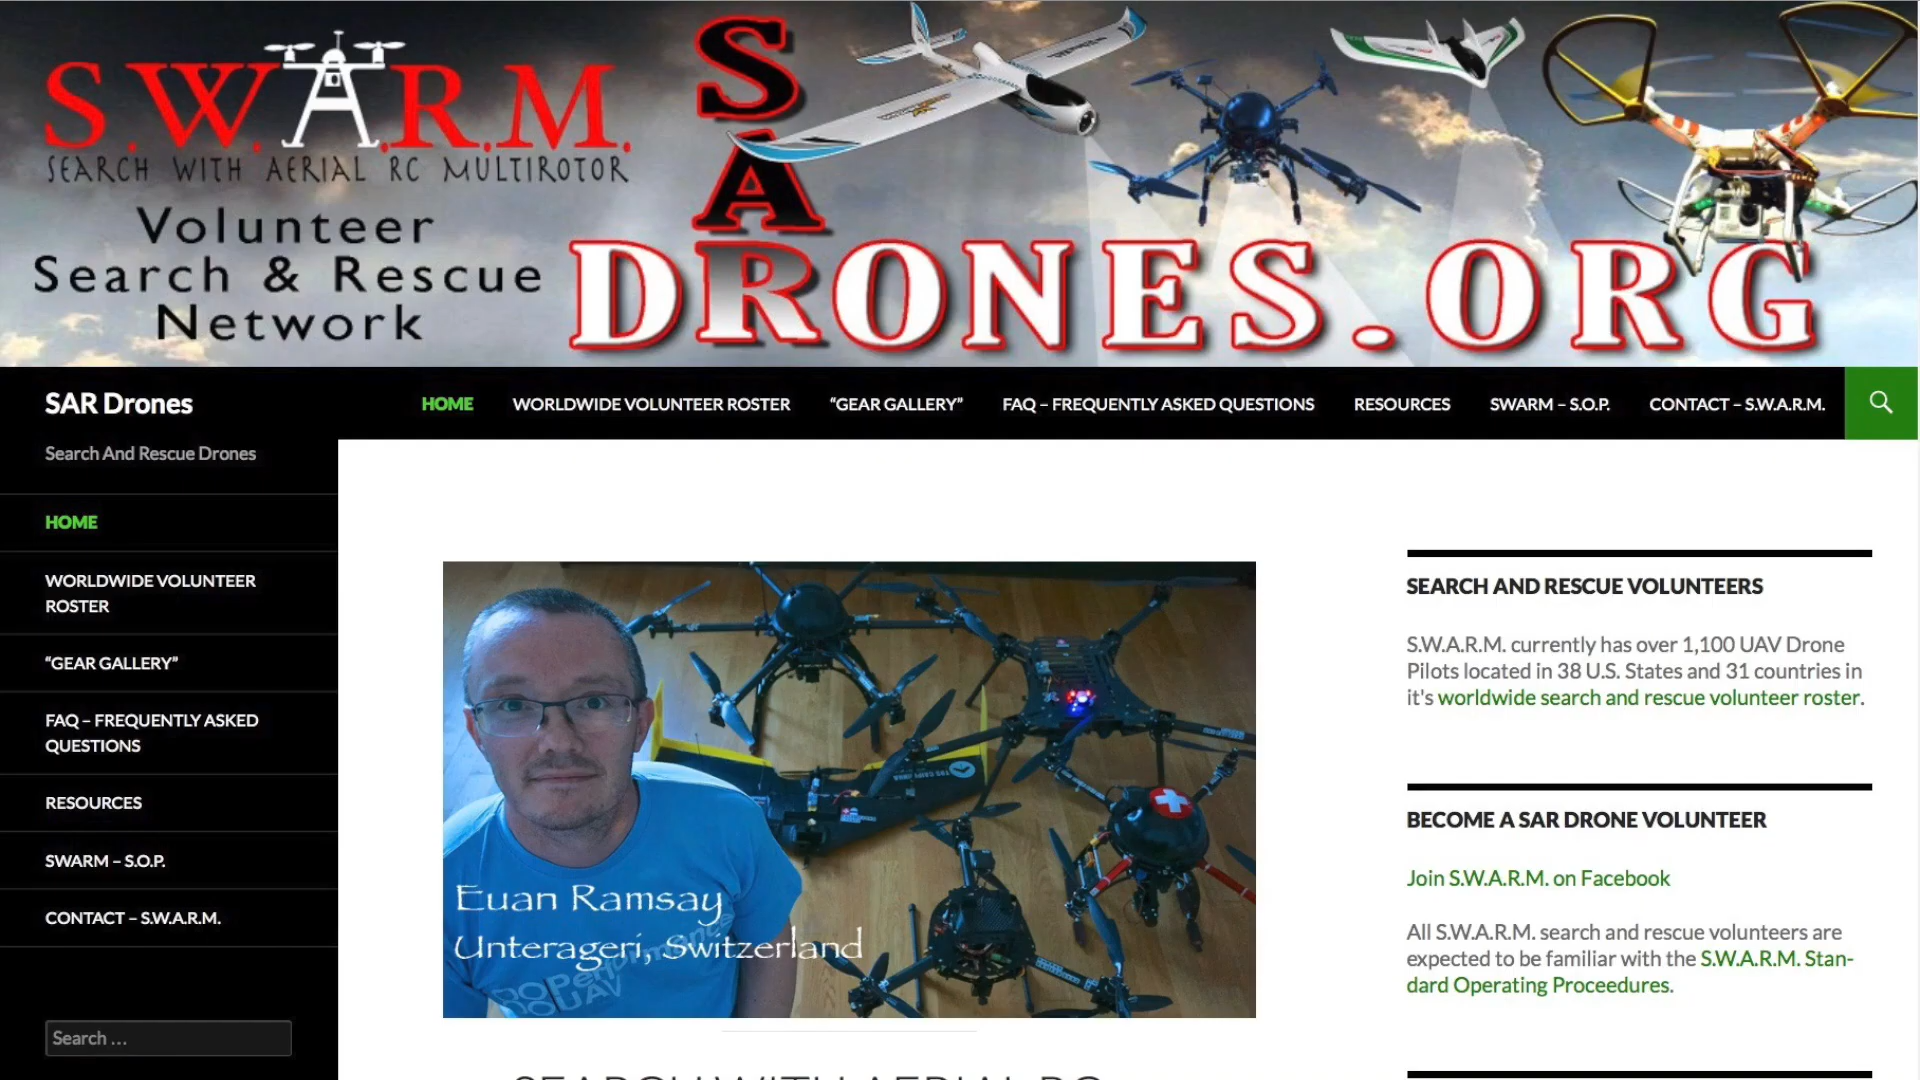 S.W.A.R.M.
SEARCH WITH AERIAL RC MULTIROTOR
Volunteer
Search & Rescue
Network
SAR
DRONES.ORG
SAR Drones
Search And Rescue Drones
HOME
WORLDWIDE VOLUNTEER ROSTER
“GEAR GALLERY”
FAQ – FREQUENTLY ASKED QUESTIONS
RESOURCES
SWARM – S.O.P.
CONTACT – S.W.A.R.M.
HOME
WORLDWIDE VOLUNTEER
ROSTER
“GEAR GALLERY”
FAQ – FREQUENTLY ASKED
QUESTIONS
RESOURCES
SWARM – S.O.P.
CONTACT – S.W.A.R.M.
Search ...
Euan Ramsay
Unterageri, Switzerland
SEARCH WITH AERIAL RC
SEARCH AND RESCUE VOLUNTEERS
S.W.A.R.M. currently has over 1,100 UAV Drone
Pilots located in 38 U.S. States and 31 countries in
it's worldwide search and rescue volunteer roster.
BECOME A SAR DRONE VOLUNTEER
Join S.W.A.R.M. on Facebook
All S.W.A.R.M. search and rescue volunteers are
expected to be familiar with the S.W.A.R.M. Stan-
dard Operating Proceedures.